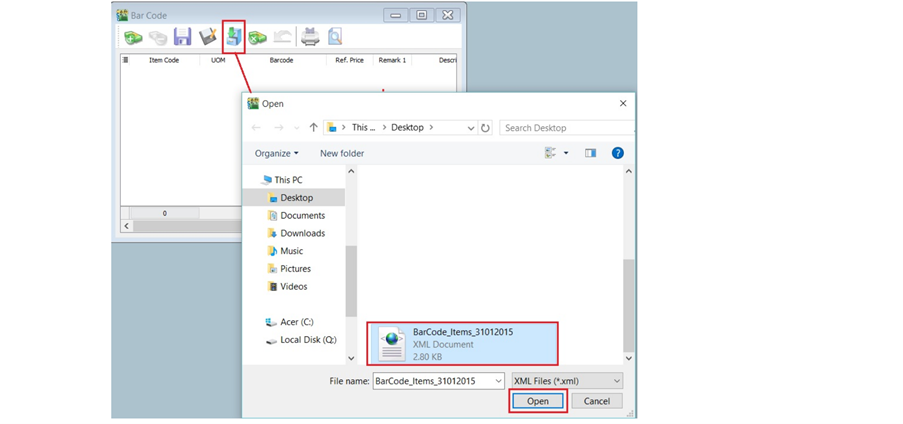 Bar Code
Item Code UOM Barcode Ref. Price Remark 1 Descri
0
Open
This ... Desktop
Search Desktop
Organize
New folder
This PC
Desktop
Documents
Downloads
Music
Pictures
Videos
Acer (C:)
Local Disk (Q:)
BarCode_Items_31012015
XML Document
2.80 KB
File name: BarCode_Items_31012015 XML Files (*.xml)
Open Cancel